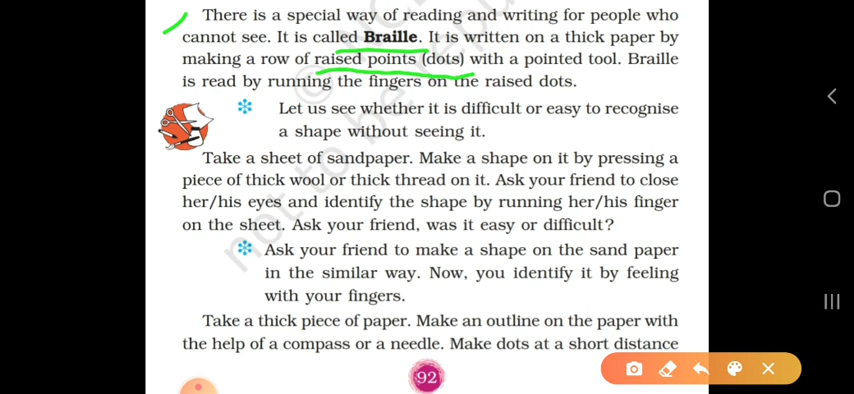 There is a special way of reading and writing for people who
cannot see. It is called Braille. It is written on a thick paper by
making a row of raised points (dots) with a pointed tool. Braille
is read by running the fingers on the raised dots.
Let us see whether it is difficult or easy to recognise
a shape without seeing it.
Take a sheet of sandpaper. Make a shape on it by pressing a
piece of thick wool or thick thread on it. Ask your friend to close
her/his eyes and identify the shape by running her/his finger
on the sheet. Ask your friend, was it easy or difficult?
Ask your friend to make a shape on the sand paper
in the similar way. Now, you identify it by feeling
with your fingers.
Take a thick piece of paper. Make an outline on the paper with
the help of a compass or a needle. Make dots at a short distance
92
not to be repu